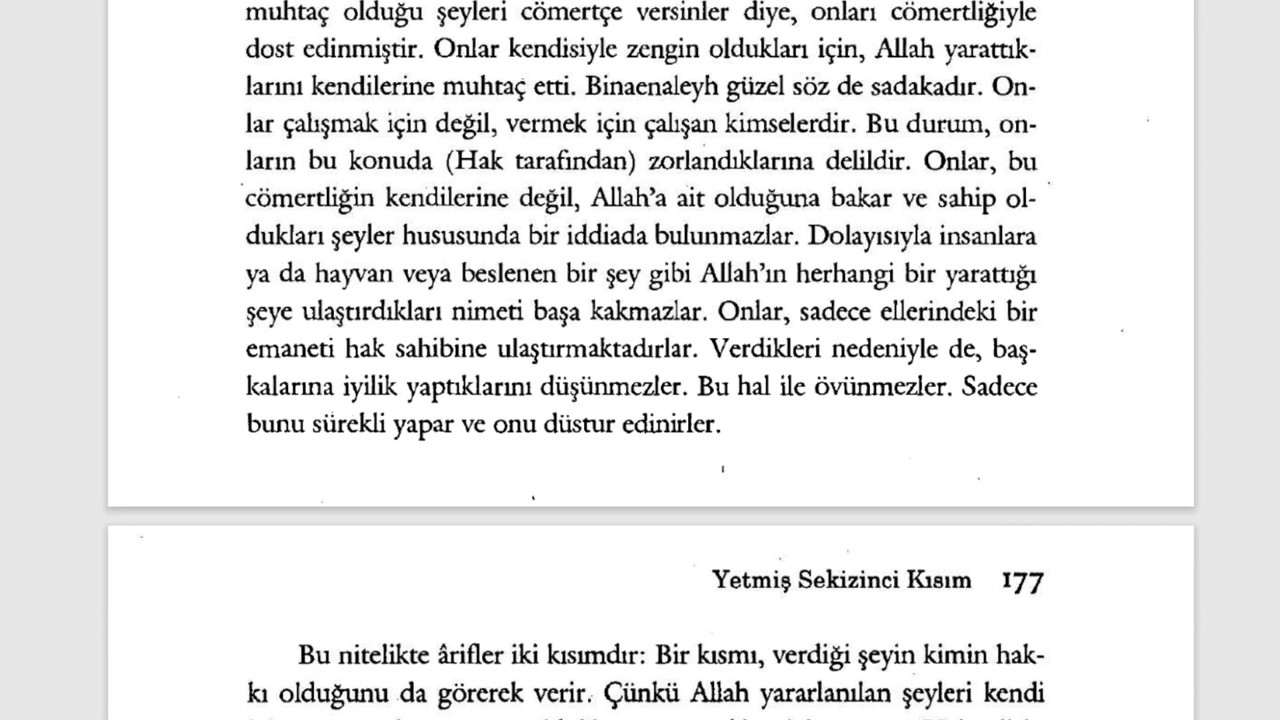 muhtaç olduğu şeyleri cömertçe versinler diye, onları cömertliğiyle
dost edinmiştir. Onlar kendisiyle zengin oldukları için, Allah yarattık-
larını kendilerine muhtaç etti. Binaenaleyh güzel söz de sadakadır. On-
lar çalışmak için değil, vermek için çalışan kimselerdir. Bu durum, on-
ların bu konuda (Hak tarafından) zorlandıklarına delildir. Onlar, bu
cömertliğin kendilerine değil, Allah’a ait olduğuna bakar ve sahip ol-
dukları şeyler hususunda bir iddiada bulunmazlar. Dolayısıyla insanlara
ya da hayvan veya beslenen bir şey gibi Allah’ın herhangi bir yarattığı
şeye ulaştırdıkları nimeti başa kakmazlar. Onlar, sadece ellerindeki bir
emaneti hak sahibine ulaştırmaktadırlar. Verdikleri nedeniyle de, baş-
kalarına iyilik yaptıklarını düşünmezler. Bu hal ile övünmezler. Sadece
bunu sürekli yapar ve onu düstur edinirler.
Yetmiş Sekizinci Kısım 177
Bu nitelikte ârifler iki kısımdır: Bir kısmı, verdiği şeyin kimin hak-
kı olduğunu da görerek verir. Çünkü Allah yararlanılan şeyleri kendi